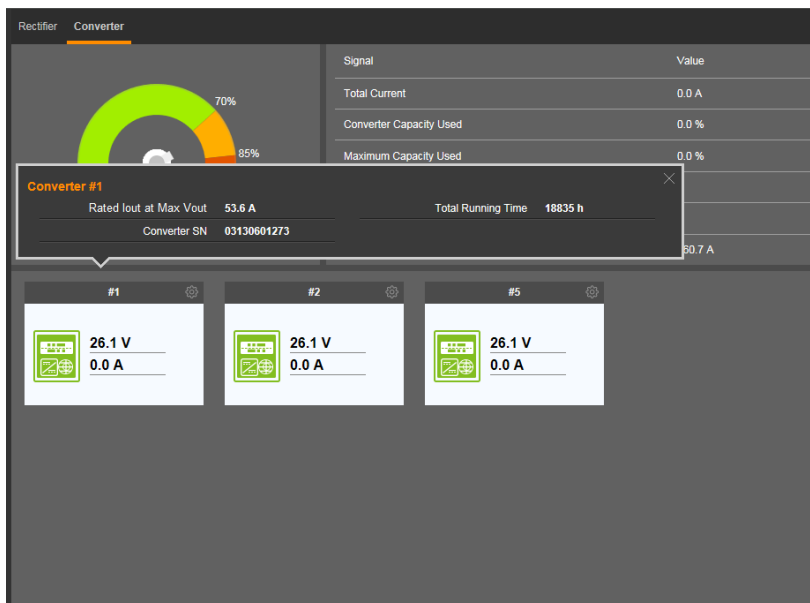 Rectifier Converter
Signal Value
70%
Total Current 0.0 A
Converter Capacity Used 0.0 %
85%
Maximum Capacity Used 0.0 %
Converter #1
Rated Iout at Max Vout 53.6 A Total Running Time 18835 h
Converter SN 03130601273
60.7 A
#1 #2 #5
26.1 V 26.1 V 26.1 V
0.0 A 0.0 A 0.0 A